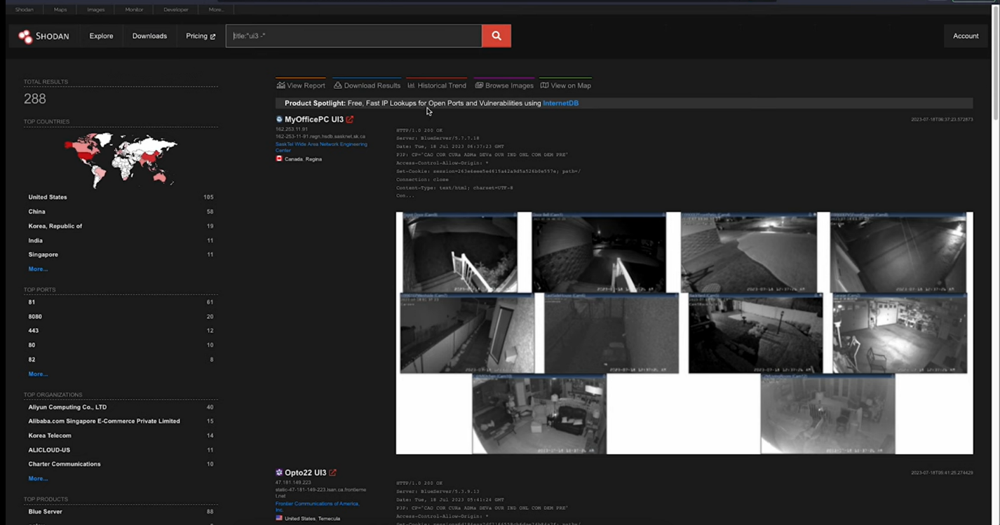 Shodan Maps Images Monitor Developer More...
SHODAN Explore Downloads Pricing title:"ui3 -" Account
TOTAL RESULTS
288
TOP COUNTRIES
United States 105
China 58
Korea, Republic of 19
India 11
Singapore 11
More...
TOP PORTS
81 61
8080 20
443 12
80 10
82 8
More...
TOP ORGANIZATIONS
Aliyun Computing Co., LTD 40
Alibaba.com Singapore E-Commerce Private Limited 15
Korea Telecom 14
ALICLOUD-US 11
Charter Communications 10
More...
TOP PRODUCTS
Blue Server 88
View Report Download Results Historical Trend Browse Images View on Map
Product Spotlight: Free, Fast IP Lookups for Open Ports and Vulnerabilities using InternetDB
MyOfficePC UI3
2023-07-18T06:37:23.572873
162.253.11.91
162-253-11-91.regn.hsdb.sasknet.sk.ca
SaskTel Wide Area Network Engineering
Center
Canada, Regina
HTTP/1.0 200 OK
Server: BlueServer/5.7.7.18
Date: Tue, 18 Jul 2023 06:37:23 GMT
P3P: CP="CAO COR CURa ADMa DEVa OUR IND ONL COM DEM PRE"
Access-Control-Allow-Origin: *
Set-Cookie: path=/
Connection: close
Content-Type: text/html; charset=UTF-8
Con...
Opto22 UI3
47.181.149.223
static-47-181-149-223.lsan.ca.frontierne
t.net
Frontier Communications of America,
Inc.
United States, Temecula
HTTP/1.0 200 OK
Server: BlueServer/5.3.9.13
Date: Tue, 18 Jul 2023 05:41:24 GMT
P3P: CP="CAO COR CURa ADMa DEVa OUR IND ONL COM DEM PRE"
Access-Control-Allow-Origin: *